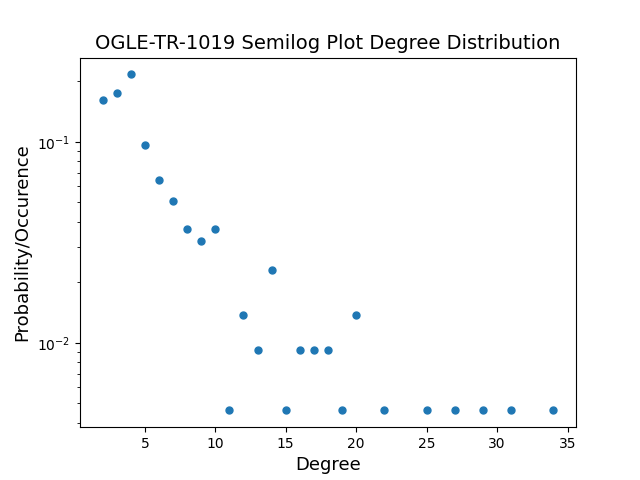 OGLE-TR-1019 Semilog Plot Degree Distribution
Probability/Occurence
10⁻¹
10⁻²
5 10 15 20 25 30 35
Degree